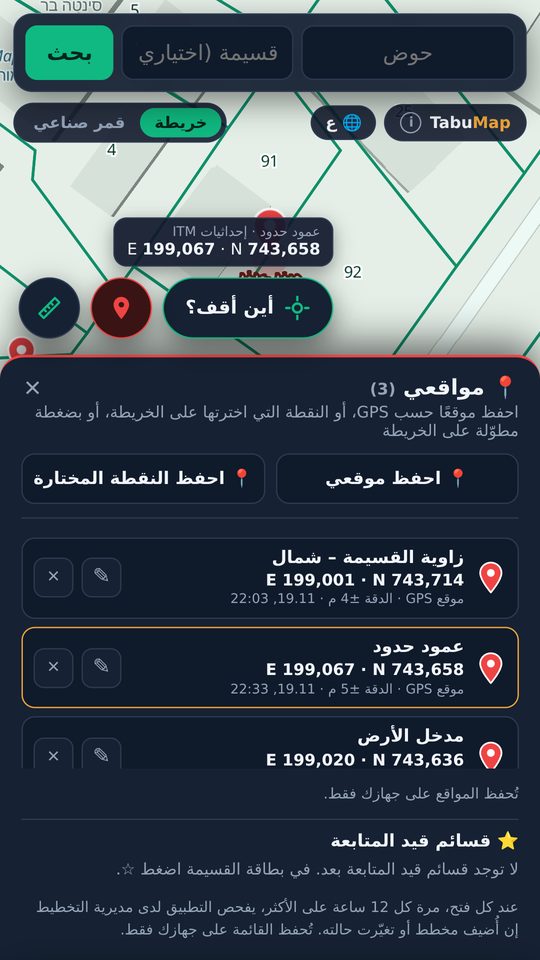 סינטה בר
5
حوض
قسيمة (اختياري
بحث
TabuMap
i
ع
خريطة
قمر صناعي
4
91
عمود حدود · إحداثيات ITM
E 199,067 · N 743,658
92
أين أقف؟
📍 مواقعي (3)
✕
احفظ موقعًا حسب GPS، أو النقطة التي اخترتها على الخريطة، أو بضغطة
مطوّلة على الخريطة
📍 احفظ موقعي
📍 احفظ النقطة المختارة
زاوية القسيمة – شمال
E 199,001 · N 743,714
موقع GPS · الدقة ±4 م · 19.11, 22:03
عمود حدود
E 199,067 · N 743,658
موقع GPS · الدقة ±5 م · 19.11, 22:33
مدخل الأرض
E 199,020 · N 743,636
تُحفظ المواقع على جهازك فقط.
⭐ قسائم قيد المتابعة
لا توجد قسائم قيد المتابعة بعد. في بطاقة القسيمة اضغط ☆.
عند كل فتح، مرة كل 12 ساعة على الأكثر، يفحص التطبيق لدى مديرية التخطيط
إن أُضيف مخطط أو تغيّرت حالته. تُحفظ القائمة على جهازك فقط.